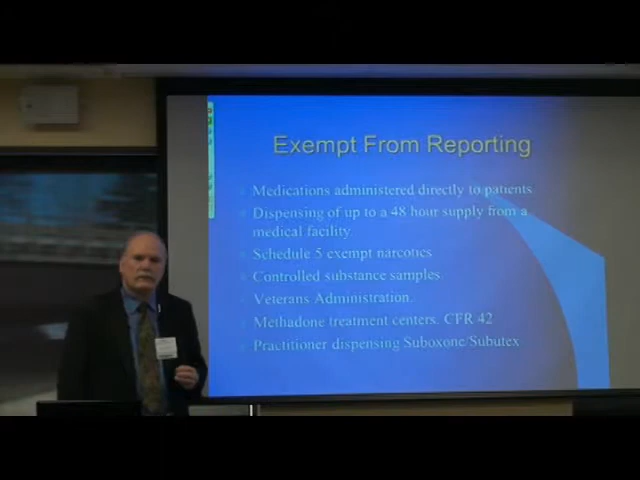 Exempt From Reporting
Medications administered directly to patients
Dispensing of up to a 48 hour supply from a
medical facility.
Schedule 5 exempt narcotics
Controlled substance samples
Veterans Administration.
Methadone treatment centers. CFR 42
Practitioner dispensing Suboxone/Subutex